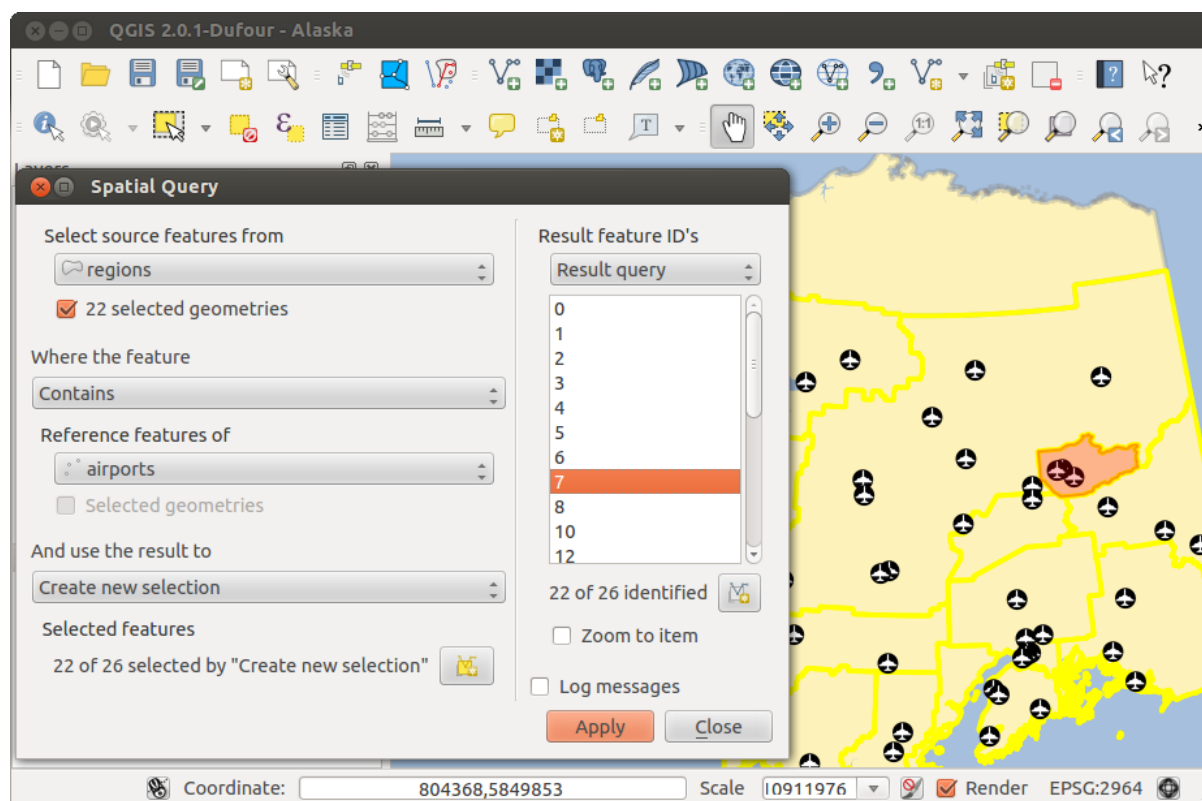 QGIS 2.0.1-Dufour - Alaska
Layers
Spatial Query
Select source features from
regions
22 selected geometries
Where the feature
Contains
Reference features of
airports
Selected geometries
And use the result to
Create new selection
Selected features
22 of 26 selected by "Create new selection"
Result feature ID's
Result query
0
1
2
3
4
5
6
7
8
10
12
22 of 26 identified
Zoom to item
Log messages
Apply
Close
Coordinate:
804368,5849853
Scale
10911976
Render
EPSG:2964